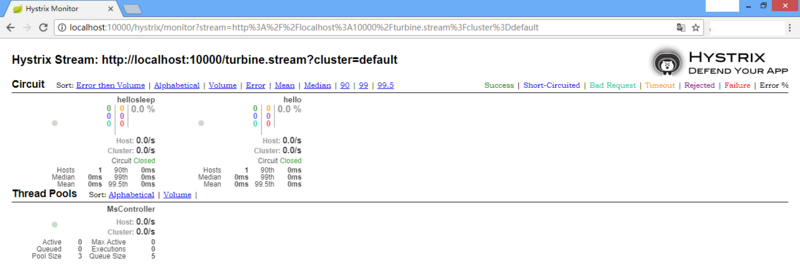 Hystrix Monitor
localhost:10000/hystrix/monitor?stream=http%3A%2F%2Flocalhost%3A10000%2Fturbine.stream%3Fcluster%3Ddefault
Hystrix Stream: http://localhost:10000/turbine.stream?cluster=default
HYSTRIX
DEFEND YOUR APP
Circuit Sort: Error then Volume | Alphabetical | Volume | Error | Mean | Median | 90 | 99 | 99.5
Success | Short-Circuited | Bad Request | Timeout | Rejected | Failure | Error %
hellosleep
0 0 0.0 %
0 0
0 0
Host: 0.0/s
Cluster: 0.0/s
Circuit Closed
Hosts 1 90th 0ms
Median 0ms 99th 0ms
Mean 0ms 99.5th 0ms
hello
0 0 0.0 %
0 0
0 0
Host: 0.0/s
Cluster: 0.0/s
Circuit Closed
Hosts 1 90th 0ms
Median 0ms 99th 0ms
Mean 0ms 99.5th 0ms
Thread Pools Sort: Alphabetical | Volume |
MsController
Host: 0.0/s
Cluster: 0.0/s
Active 0 Max Active 0
Queued 0 Executions 0
Pool Size 3 Queue Size 5